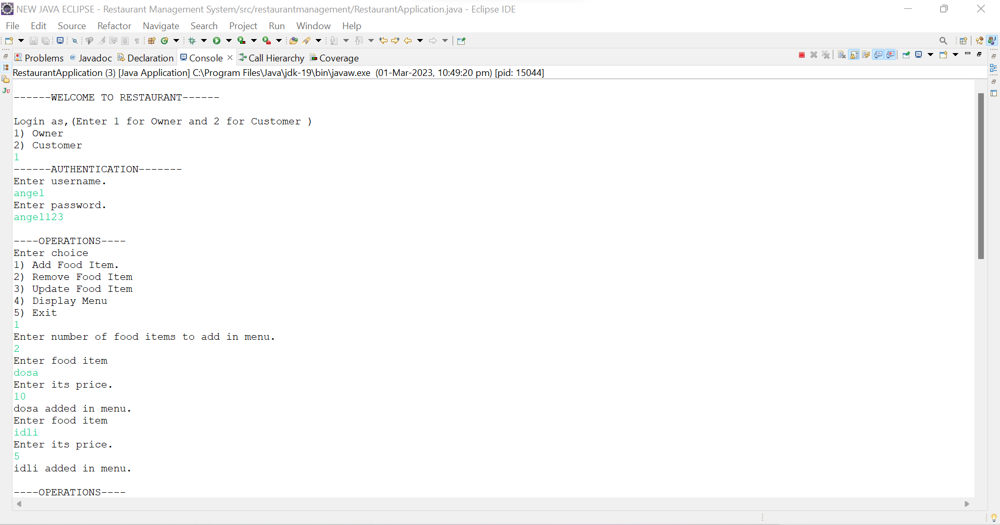 NEW JAVA ECLIPSE - Restaurant Management System/src/restaurantmanagement/RestaurantApplication.java - Eclipse IDE
File Edit Source Refactor Navigate Search Project Run Window Help
Problems @ Javadoc Declaration Console Call Hierarchy Coverage
RestaurantApplication (3) [Java Application] C:\Program Files\Java\jdk-19\bin\javaw.exe (01-Mar-2023, 10:49:20 pm) [pid: 15044]
JU
------WELCOME TO RESTAURANT------
Login as,(Enter 1 for Owner and 2 for Customer )
1) Owner
2) Customer
1
------AUTHENTICATION-------
Enter username.
angel
Enter password.
angel123
----OPERATIONS----
Enter choice
1) Add Food Item.
2) Remove Food Item
3) Update Food Item
4) Display Menu
5) Exit
1
Enter number of food items to add in menu.
2
Enter food item
dosa
Enter its price.
10
dosa added in menu.
Enter food item
idli
Enter its price.
5
idli added in menu.
----OPERATIONS----